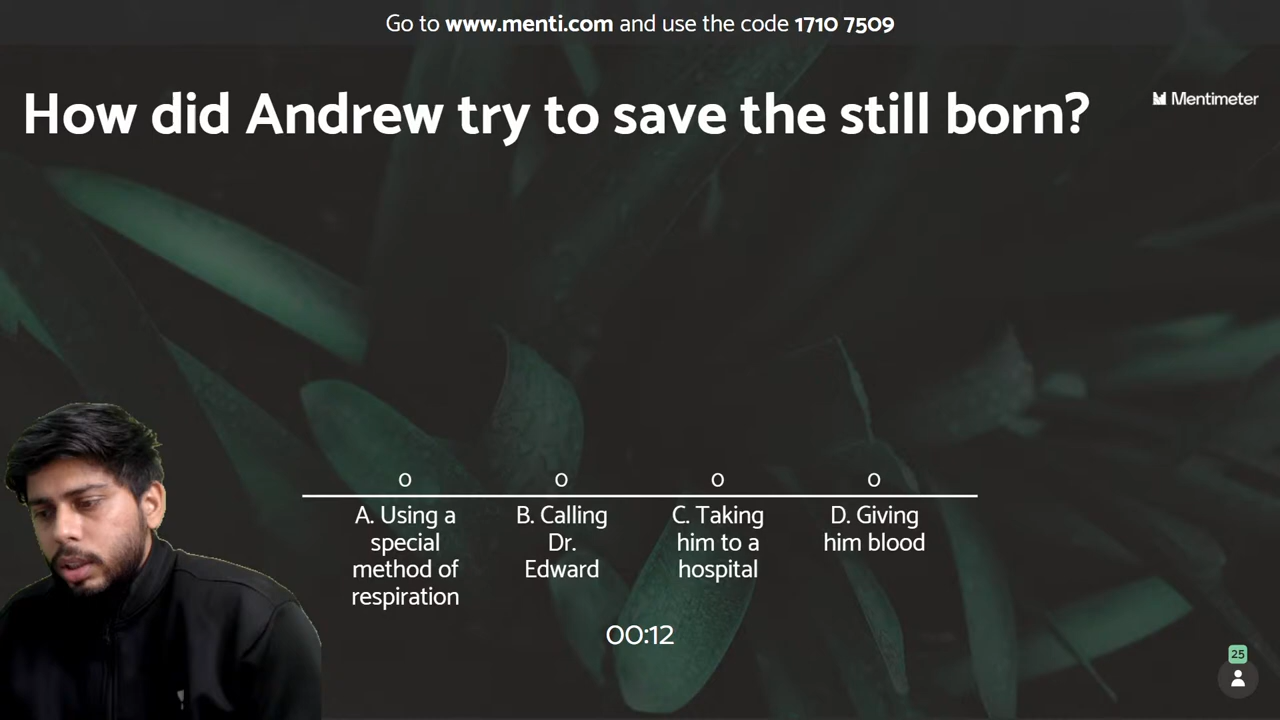 Go to www.menti.com and use the code 1710 7509
How did Andrew try to save the still born?
Mentimeter
0
0
0
0
A. Using a
special
method of
respiration
B. Calling
Dr.
Edward
C. Taking
him to a
hospital
D. Giving
him blood
00:12
25